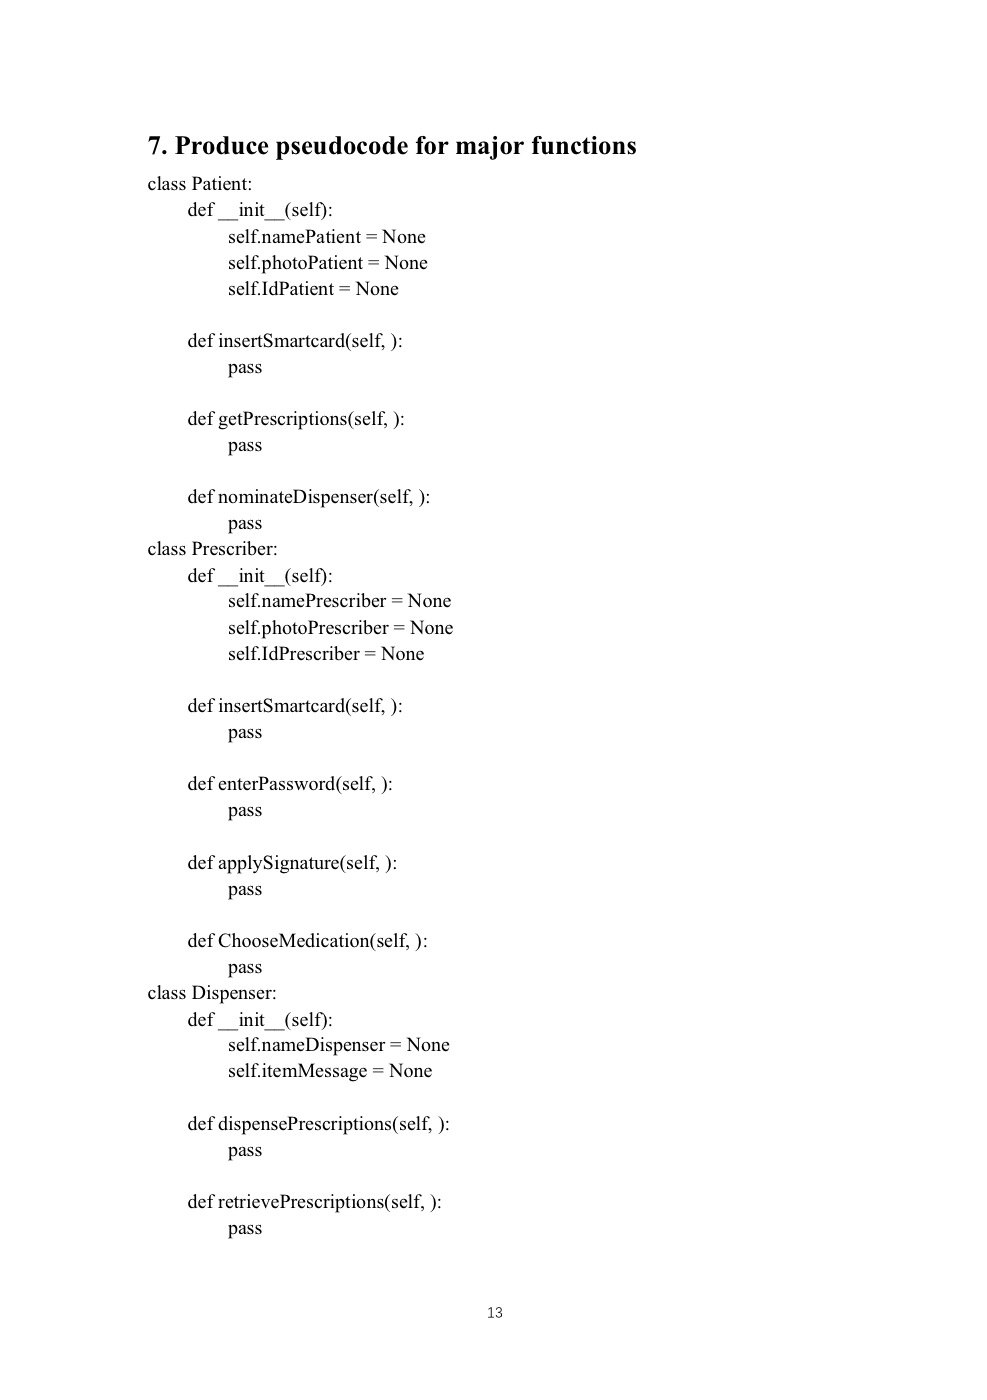 7. Produce pseudocode for major functions
class Patient:
def __init__(self):
self.namePatient = None
self.photoPatient = None
self.IdPatient = None
def insertSmartcard(self, ):
pass
def getPrescriptions(self, ):
pass
def nominateDispenser(self, ):
pass
class Prescriber:
def __init__(self):
self.namePrescriber = None
self.photoPrescriber = None
self.IdPrescriber = None
def insertSmartcard(self, ):
pass
def enterPassword(self, ):
pass
def applySignature(self, ):
pass
def ChooseMedication(self, ):
pass
class Dispenser:
def __init__(self):
self.nameDispenser = None
self.itemMessage = None
def dispensePrescriptions(self, ):
pass
def retrievePrescriptions(self, ):
pass
13